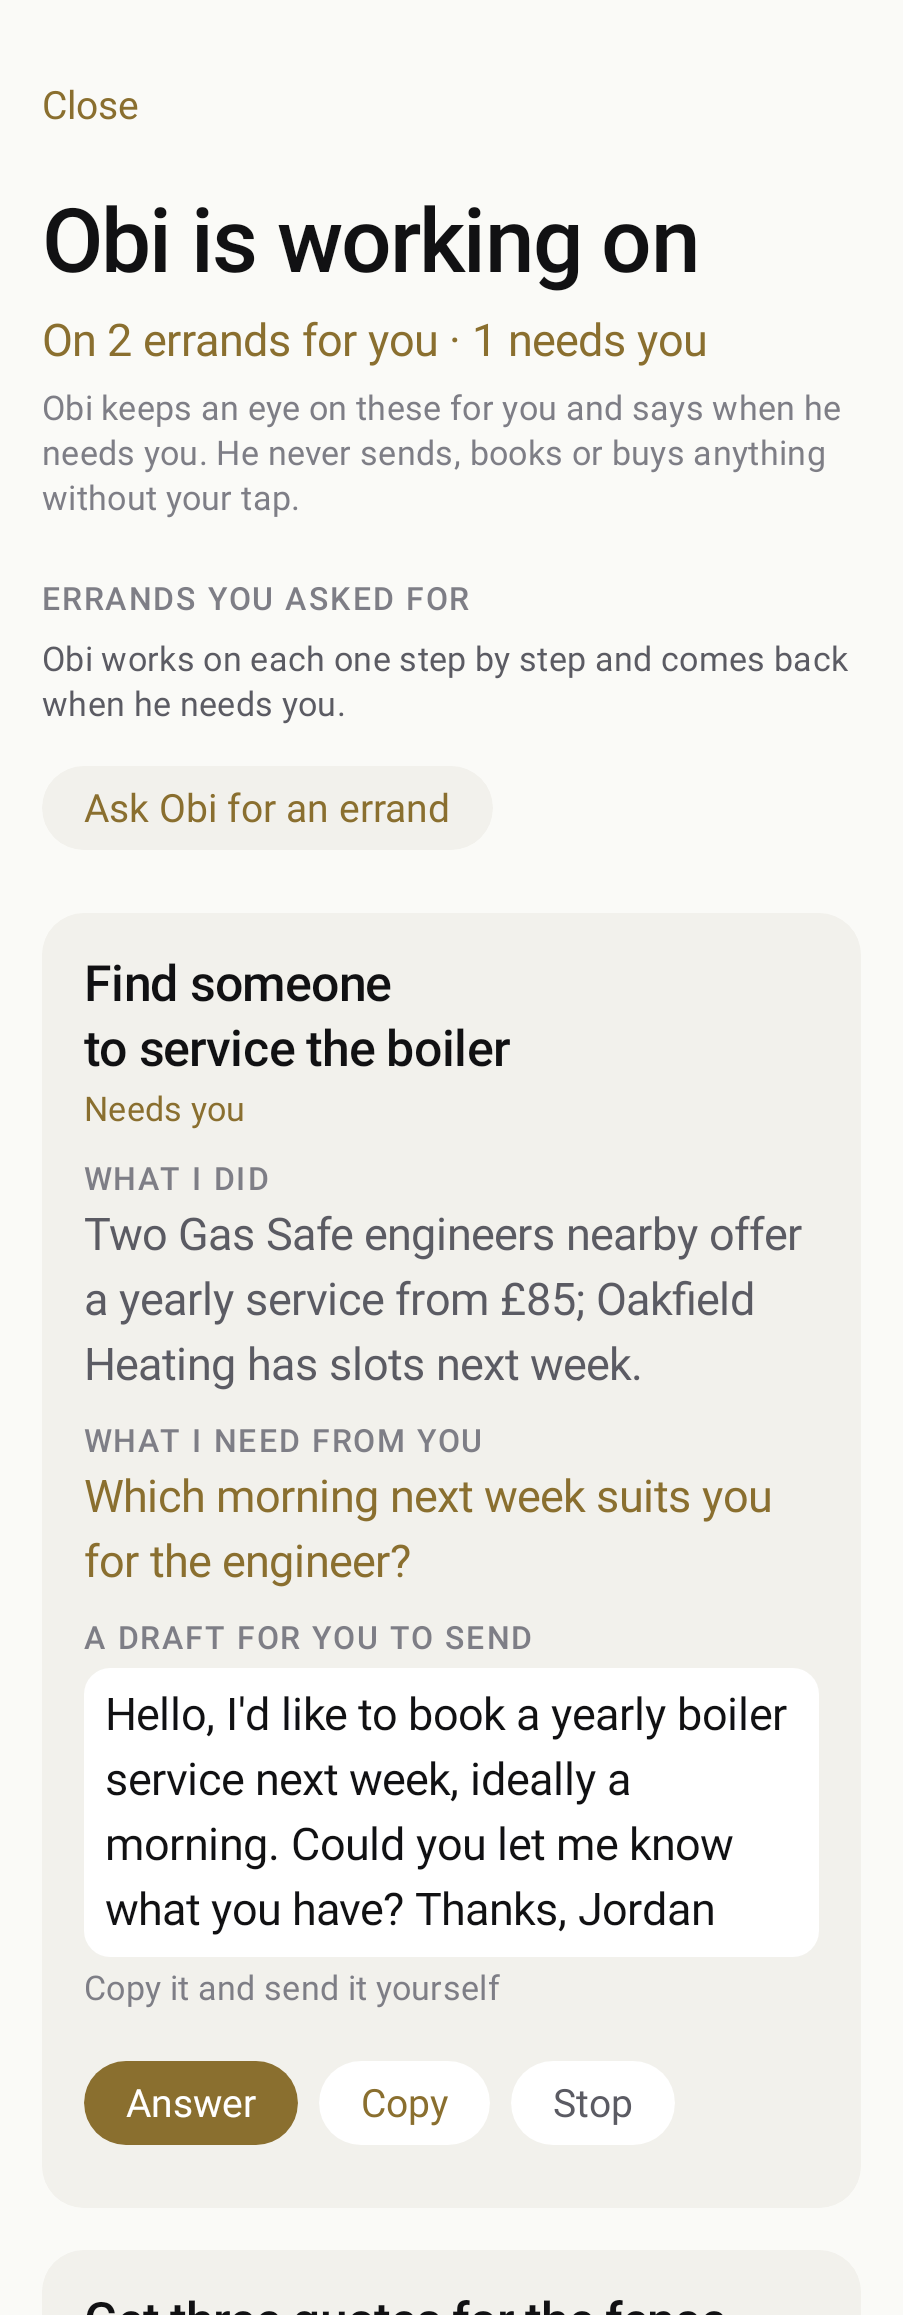 Close
Obi is working on
On 2 errands for you · 1 needs you
Obi keeps an eye on these for you and says when he
needs you. He never sends, books or buys anything
without your tap.
ERRANDS YOU ASKED FOR
Obi works on each one step by step and comes back
when he needs you.
Ask Obi for an errand
Find someone
to service the boiler
Needs you
WHAT I DID
Two Gas Safe engineers nearby offer
a yearly service from £85; Oakfield
Heating has slots next week.
WHAT I NEED FROM YOU
Which morning next week suits you
for the engineer?
A DRAFT FOR YOU TO SEND
Hello, I'd like to book a yearly boiler
service next week, ideally a
morning. Could you let me know
what you have? Thanks, Jordan
Copy it and send it yourself
Answer
Copy
Stop
Get three quotes for the fence